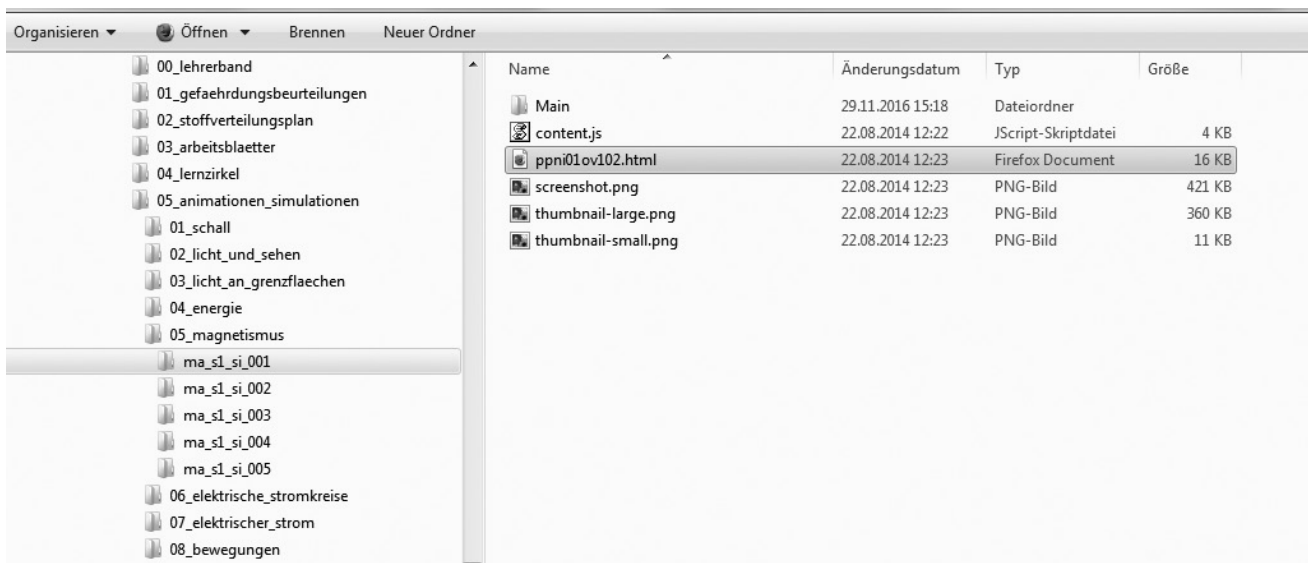 Organisieren Öffnen Brennen Neuer Ordner
00_lehrerband
01_gefaehrdungsbeurteilungen
02_stoffverteilungsplan
03_arbeitsblaetter
04_lernzirkel
05_animationen_simulationen
01_schall
02_licht_und_sehen
03_licht_an_grenzflaechen
04_energie
05_magnetismus
ma_s1_si_001
ma_s1_si_002
ma_s1_si_003
ma_s1_si_004
ma_s1_si_005
06_elektrische_stromkreise
07_elektrischer_strom
08_bewegungen
Name Änderungsdatum Typ Größe
Main 29.11.2016 15:18 Dateiordner
content.js 22.08.2014 12:22 JScript-Skriptdatei 4 KB
ppni01ov102.html 22.08.2014 12:23 Firefox Document 16 KB
screenshot.png 22.08.2014 12:23 PNG-Bild 421 KB
thumbnail-large.png 22.08.2014 12:23 PNG-Bild 360 KB
thumbnail-small.png 22.08.2014 12:23 PNG-Bild 11 KB